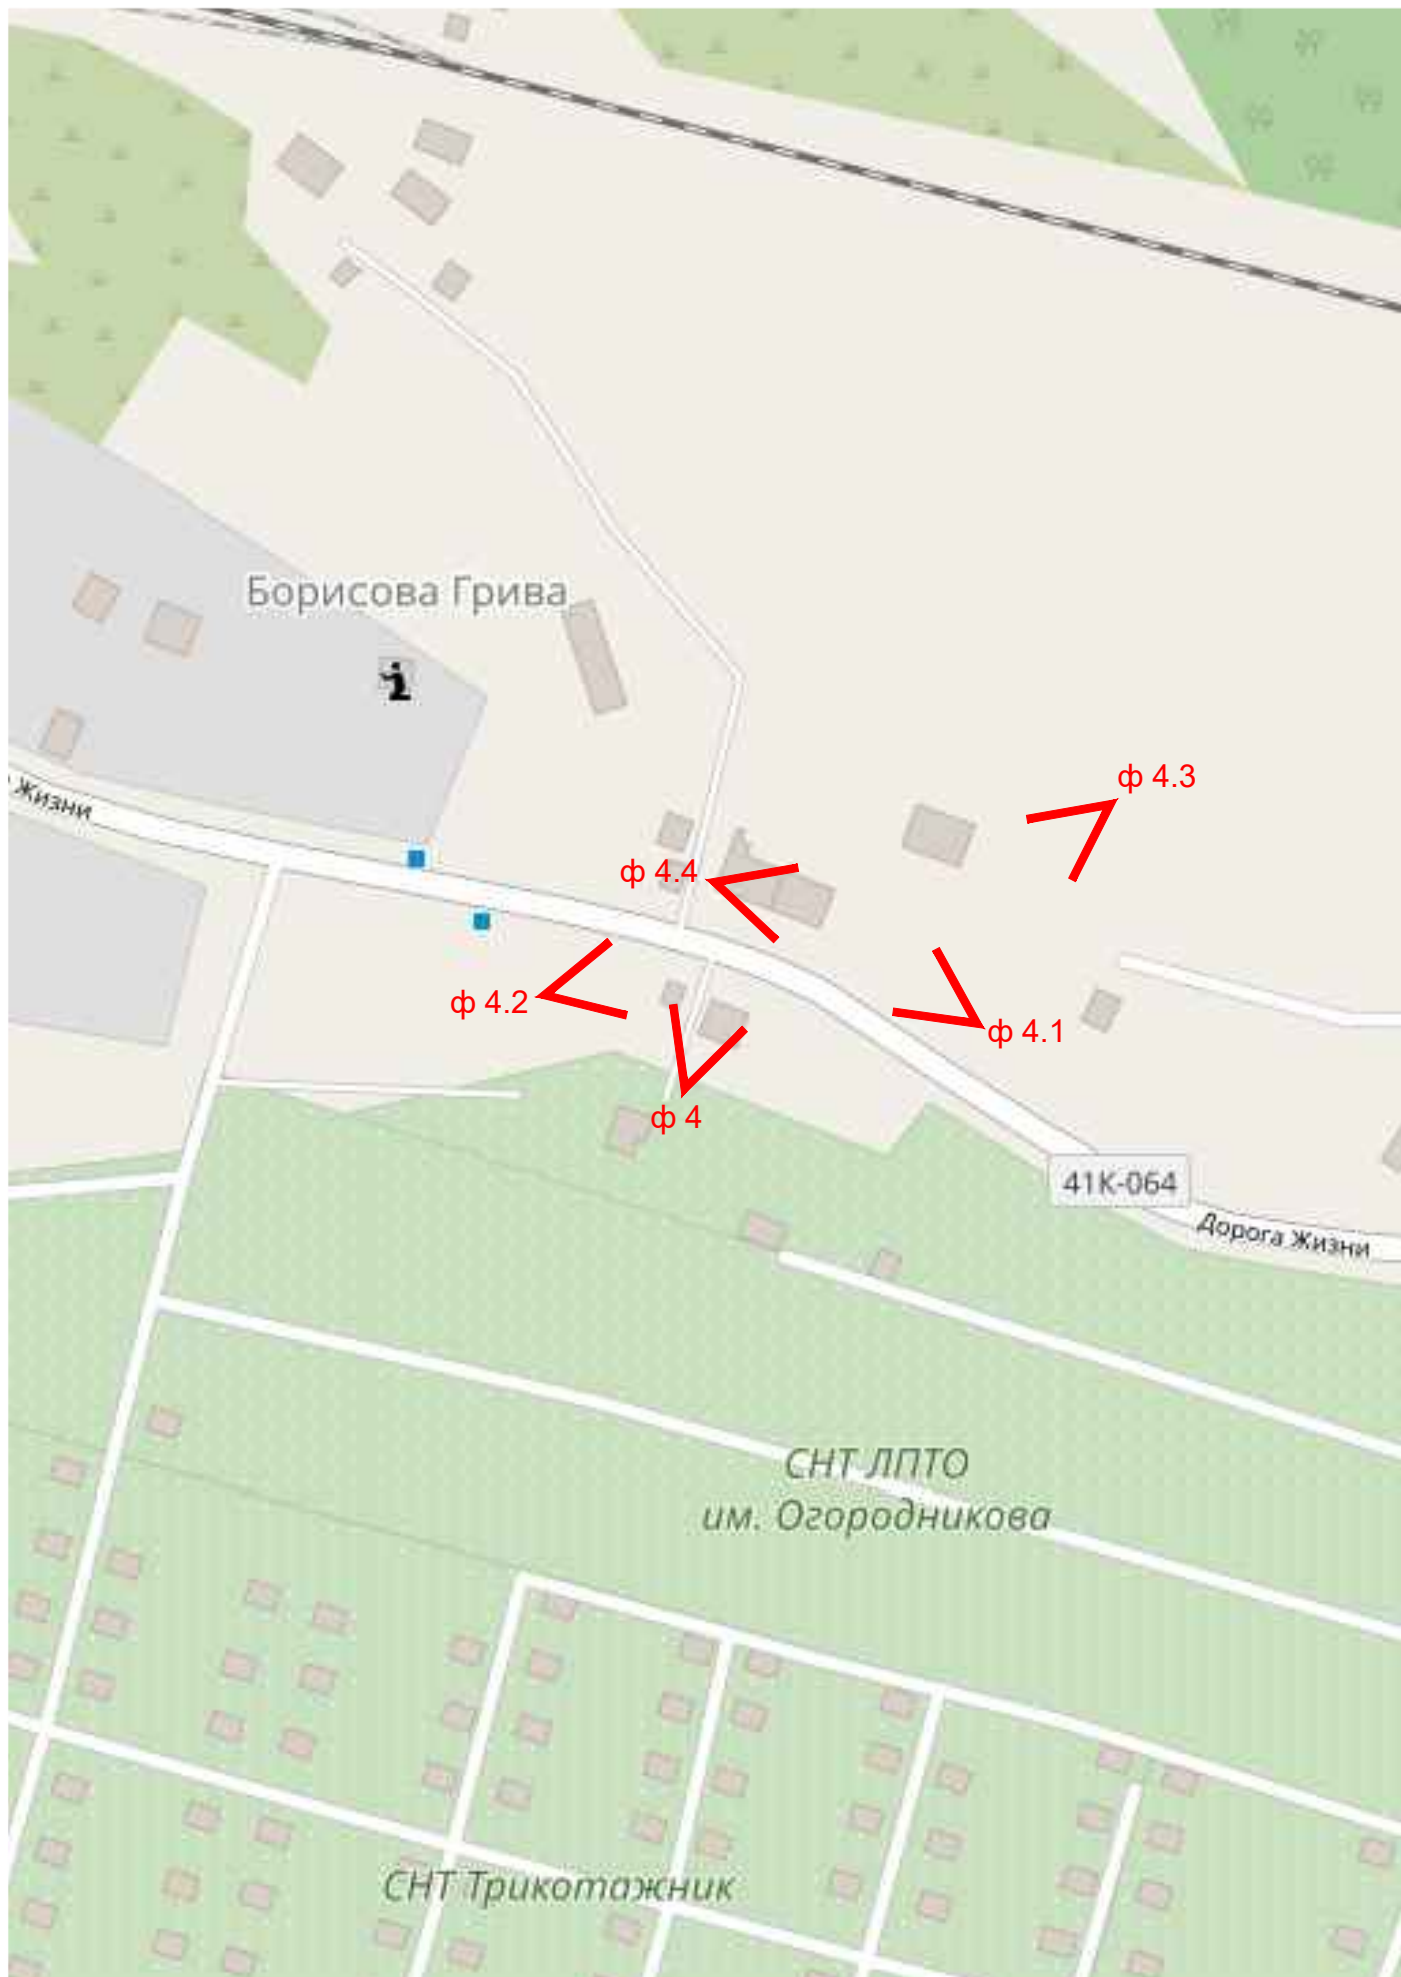 Борисова Грива
Жизни
ф 4.3
ф 4.4
ф 4.2
ф 4.1
ф 4
41К-064
Дорога Жизни
СНТ ЛПТО
им. Огородникова
СНТ Трикотажник